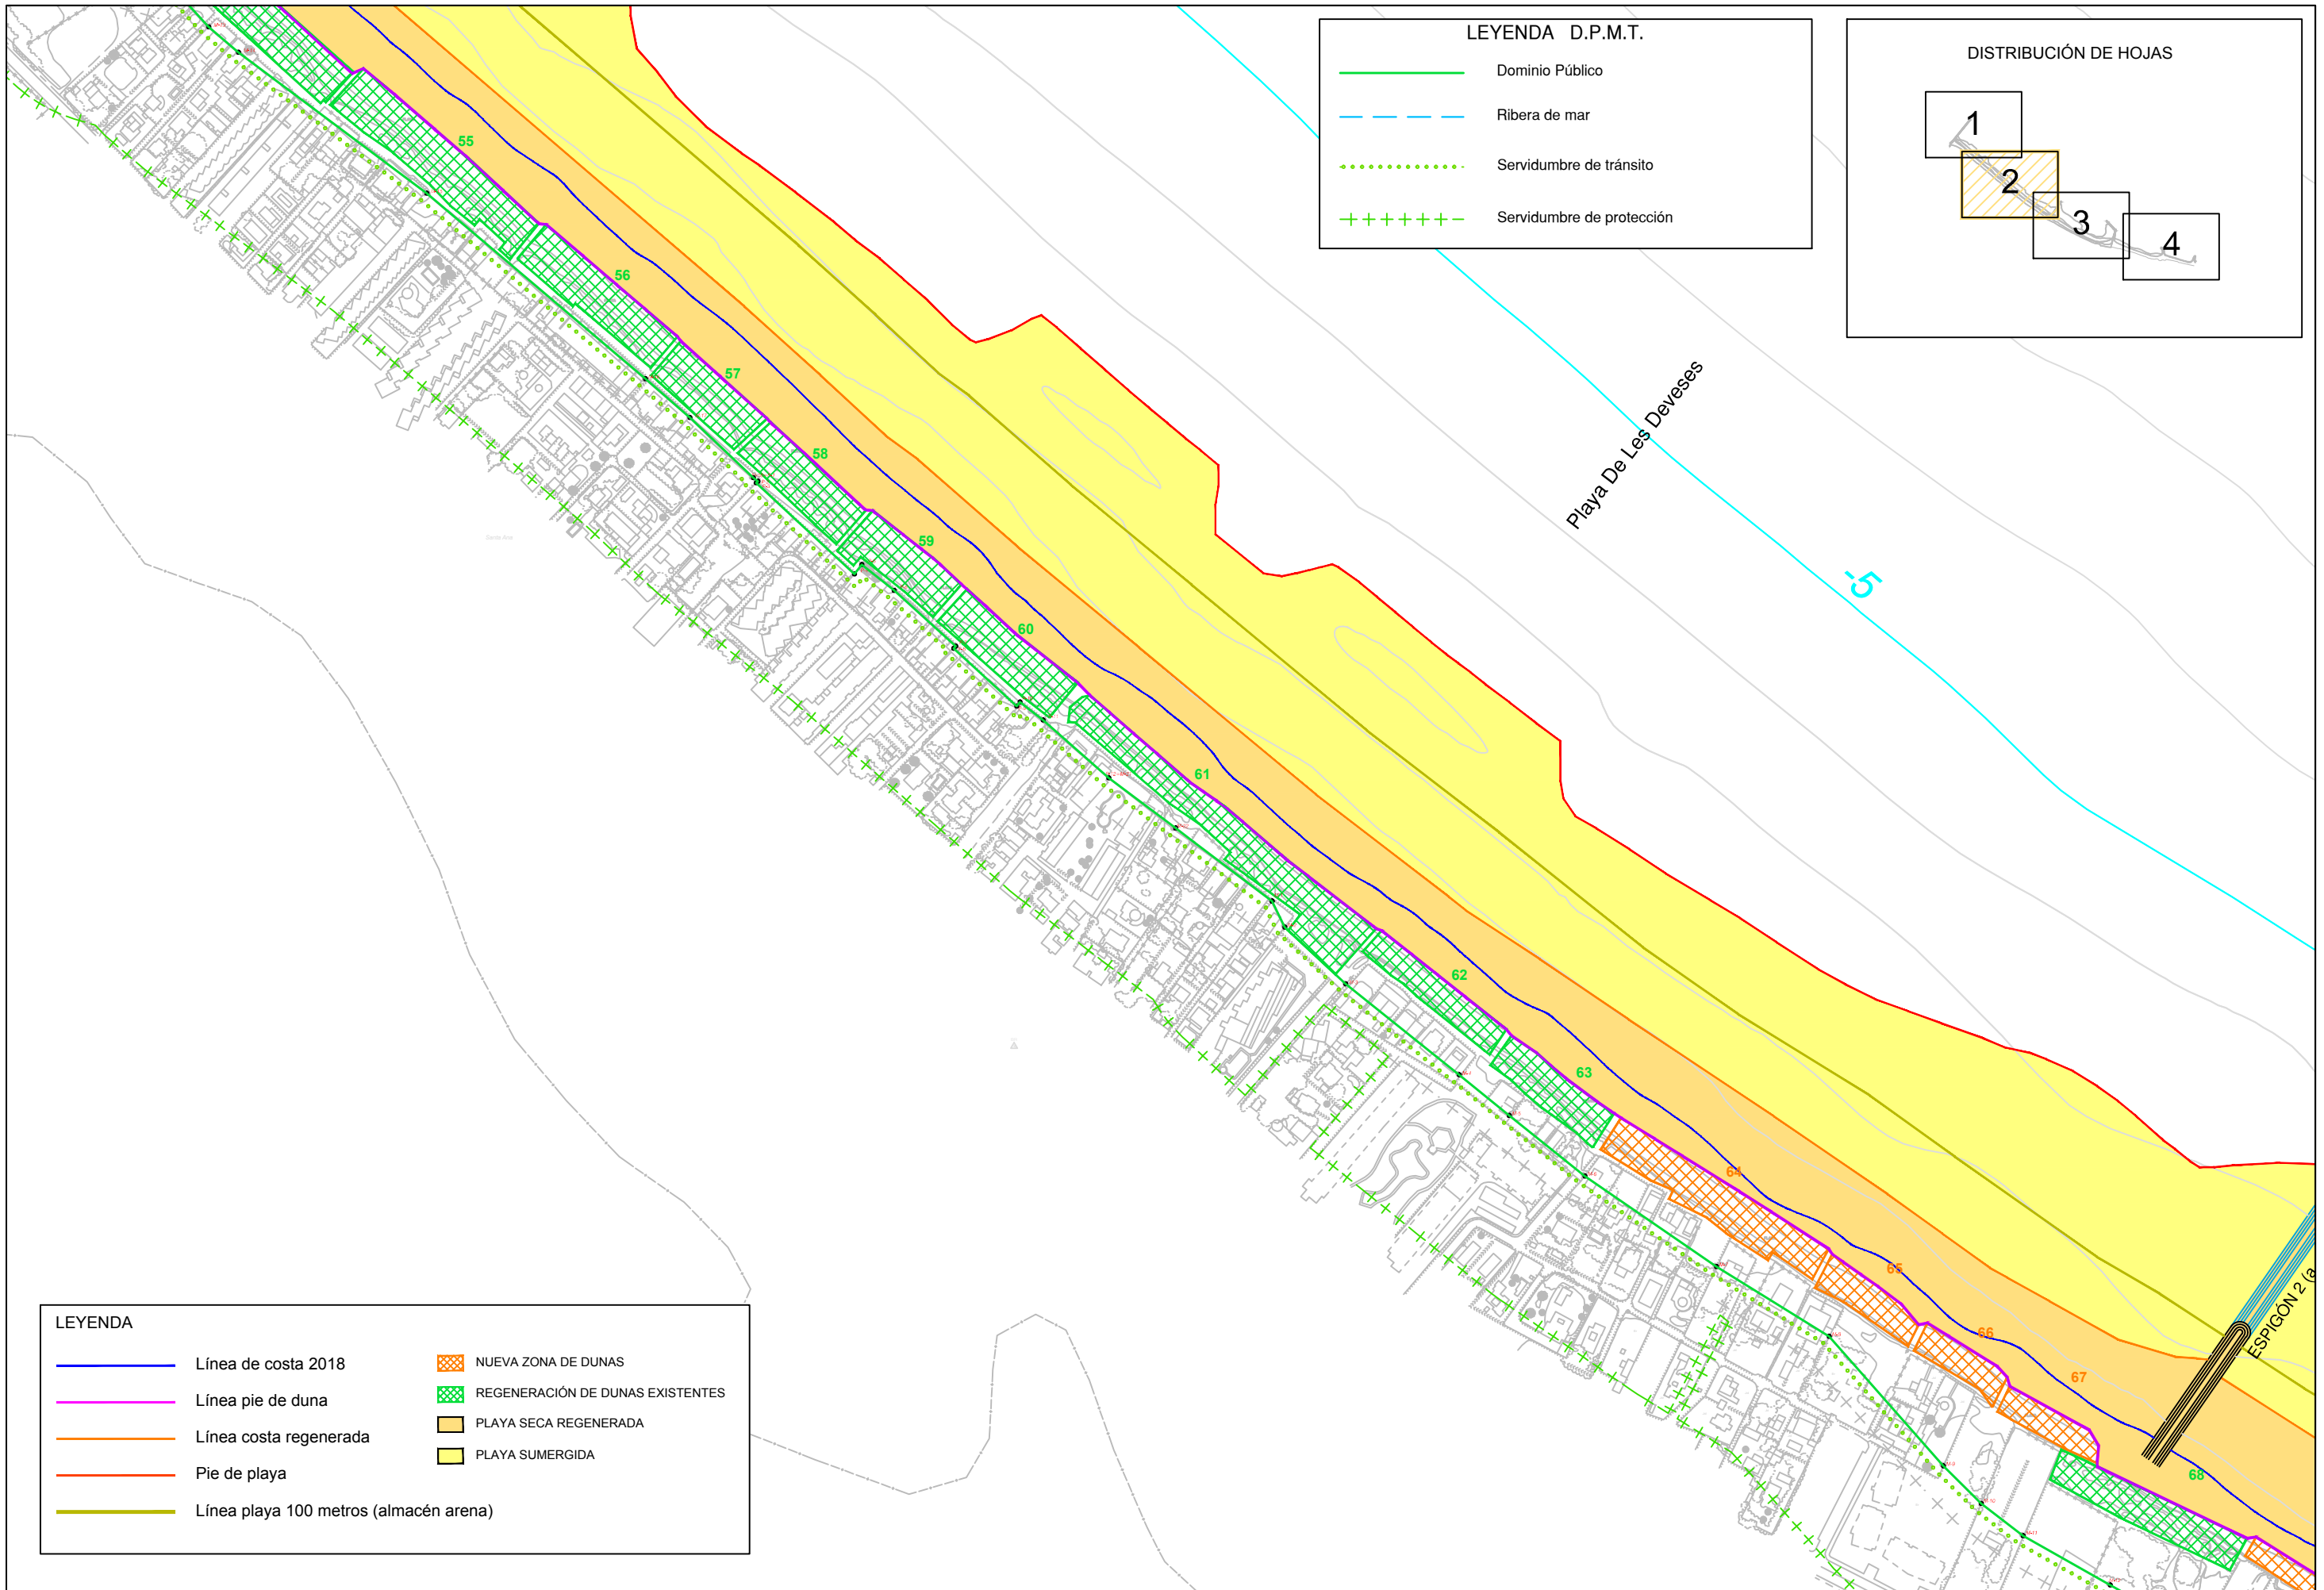 LEYENDA D.P.M.T.
Dominio Público
Ribera de mar
Servidumbre de tránsito
Servidumbre de protección
DISTRIBUCIÓN DE HOJAS
1
2
3
4
55
56
57
58
59
60
61
62
63
64
65
66
67
68
Playa De Les Deveses
-5
ESPIGÓN 2 (a
LEYENDA
Línea de costa 2018
Línea pie de duna
Línea costa regenerada
Pie de playa
Línea playa 100 metros (almacén arena)
NUEVA ZONA DE DUNAS
REGENERACIÓN DE DUNAS EXISTENTES
PLAYA SECA REGENERADA
PLAYA SUMERGIDA